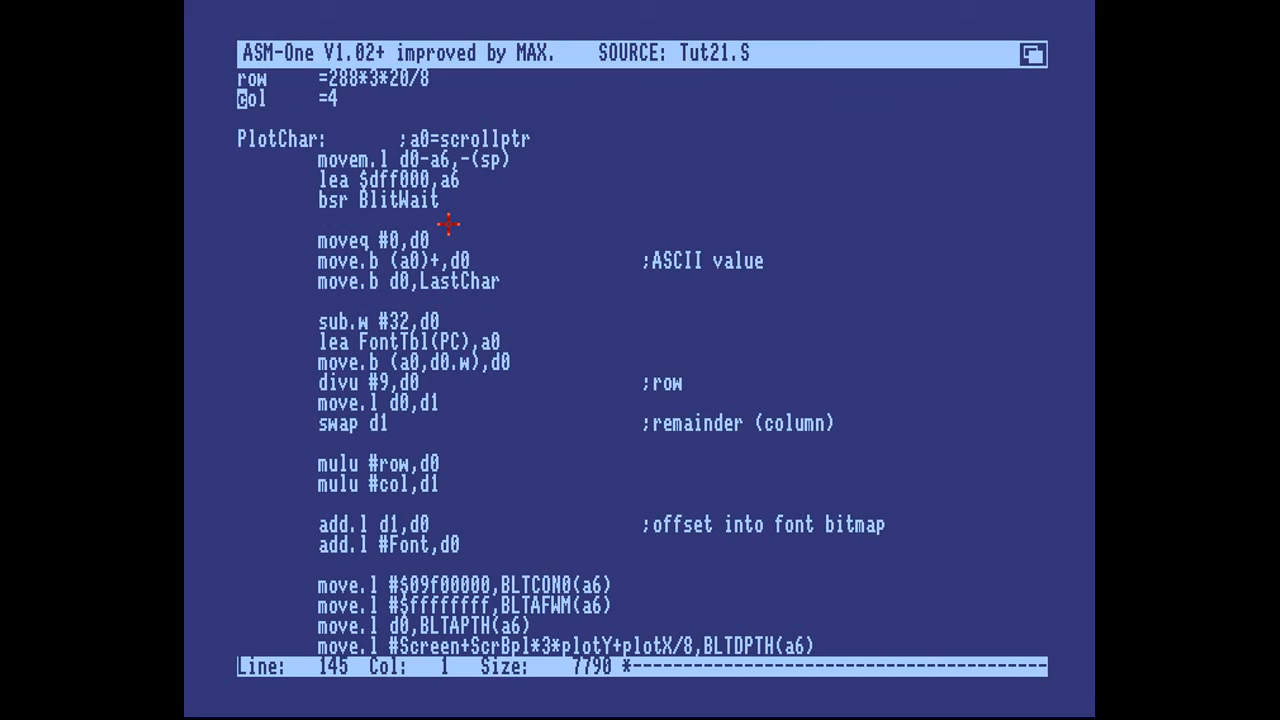 ASM-One V1.02+ improved by MAX.    SOURCE: Tut21.S
row     =288*3*20/8
col     =4
PlotChar:       ;a0=scrollptr
        movem.l d0-a6,-(sp)
        lea $dff000,a6
        bsr BlitWait
        moveq #0,d0
        move.b (a0)+,d0                 ;ASCII value
        move.b d0,LastChar
        sub.w #32,d0
        lea FontTbl(PC),a0
        move.b (a0,d0.w),d0
        divu #9,d0                      ;row
        move.l d0,d1
        swap d1                         ;remainder (column)
        mulu #row,d0
        mulu #col,d1
        add.l d1,d0                     ;offset into font bitmap
        add.l #Font,d0
        move.l #$09f00000,BLTCON0(a6)
        move.l #$ffffffff,BLTAFWM(a6)
        move.l d0,BLTAPTH(a6)
        move.l #Screen+ScrBpl*3*plotY+plotX/8,BLTDPTH(a6)
Line:   145  Col:   1   Size:    7790 *-----------------------------------------